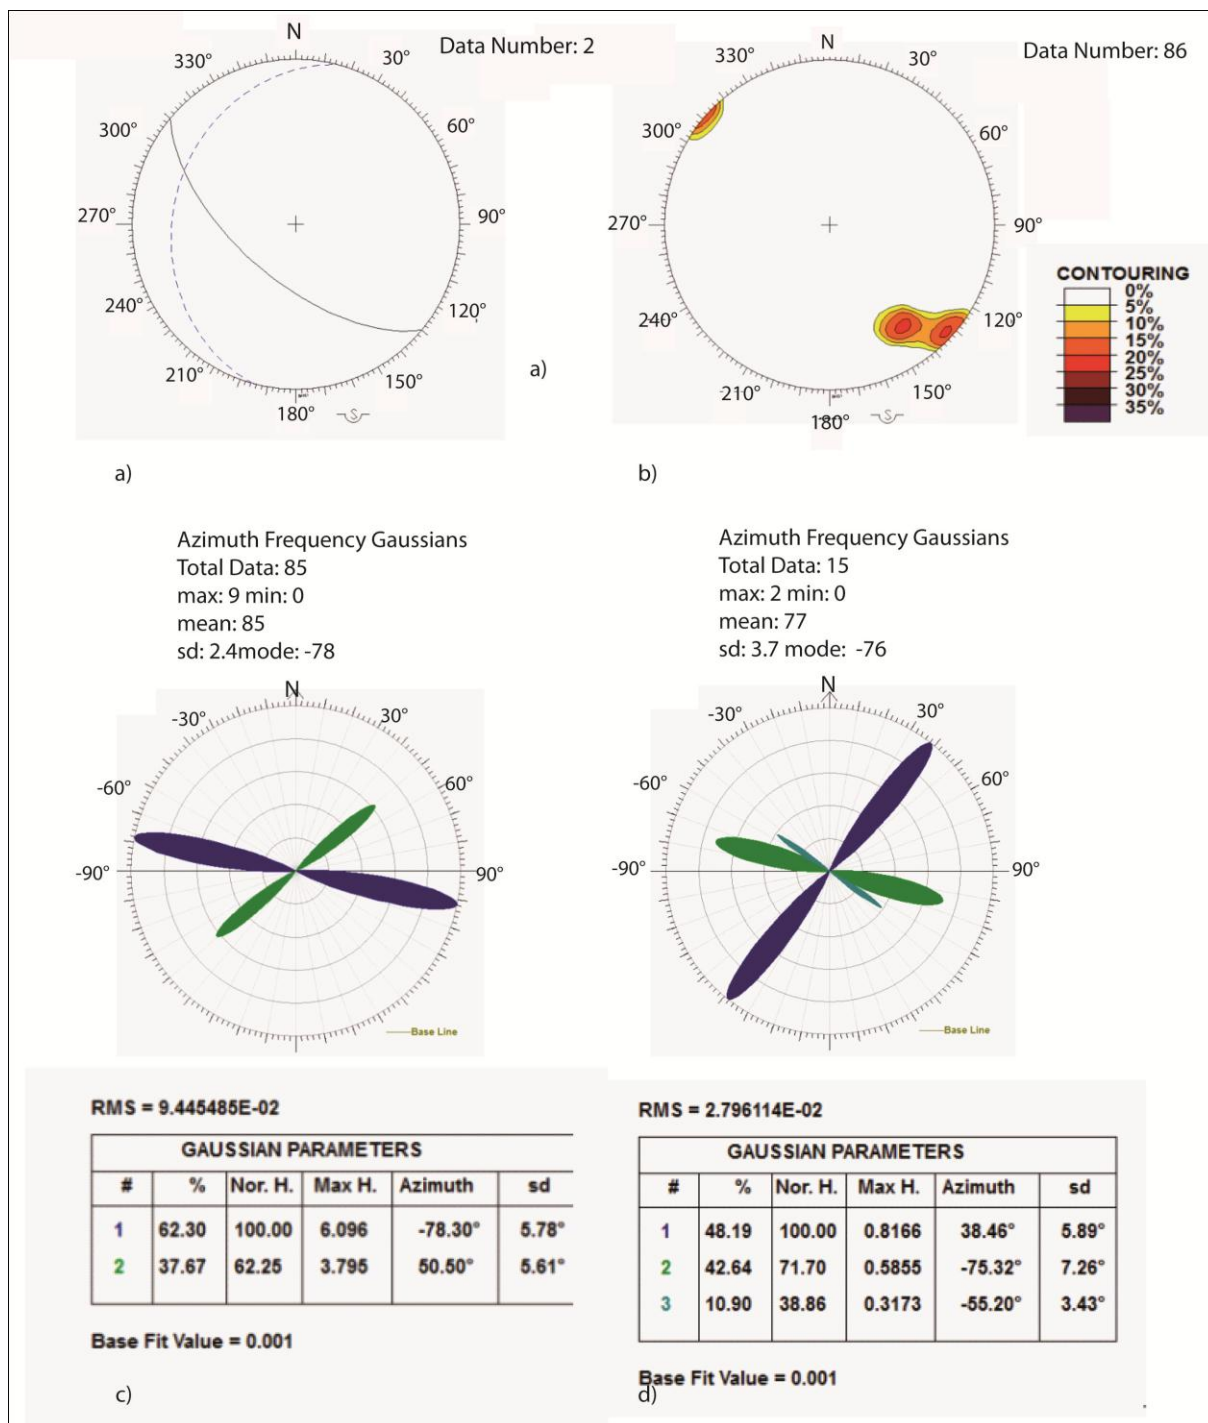 N
Data Number: 2
330°
30°
300°
60°
270°
90°
240°
120°
210°
150°
180°
S
a)
a)
N
Data Number: 86
330°
30°
300°
60°
270°
90°
240°
120°
210°
150°
180°
S
CONTOURING
0%
5%
10%
15%
20%
25%
30%
35%
b)
Azimuth Frequency Gaussians
Total Data: 85
max: 9 min: 0
mean: 85
sd: 2.4mode: -78
N
-30°
30°
-60°
60°
-90°
90°
Base Line
Azimuth Frequency Gaussians
Total Data: 15
max: 2 min: 0
mean: 77
sd: 3.7 mode: -76
N
-30°
30°
-60°
60°
-90°
90°
Base Line
RMS = 9.445485E-02
GAUSSIAN PARAMETERS
# % Nor. H. Max H. Azimuth sd
1 62.30 100.00 6.096 -78.30° 5.78°
2 37.67 62.25 3.795 50.50° 5.61°
Base Fit Value = 0.001
c)
RMS = 2.796114E-02
GAUSSIAN PARAMETERS
# % Nor. H. Max H. Azimuth sd
1 48.19 100.00 0.8166 38.46° 5.89°
2 42.64 71.70 0.5855 -75.32° 7.26°
3 10.90 38.86 0.3173 -55.20° 3.43°
Base Fit Value = 0.001
d)